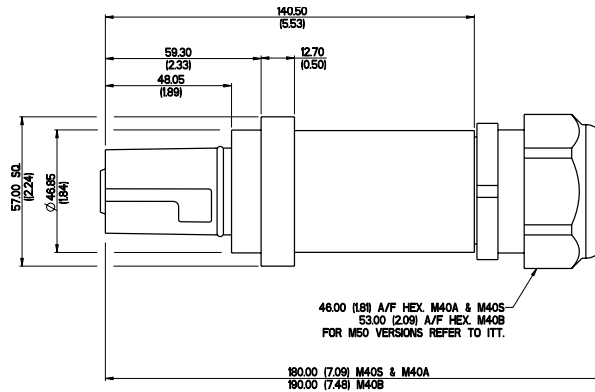 140.50
(5.53)
59.30
(2.33)
12.70
(0.50)
48.05
(1.89)
57.00 SQ.
(2.24)
Ø 46.85
(1.84)
46.00 (1.81) A/F HEX. M40A & M40S
53.00 (2.09) A/F HEX. M40B
FOR M50 VERSIONS REFER TO ITT.
180.00 (7.09) M40S & M40A
190.00 (7.48) M40B